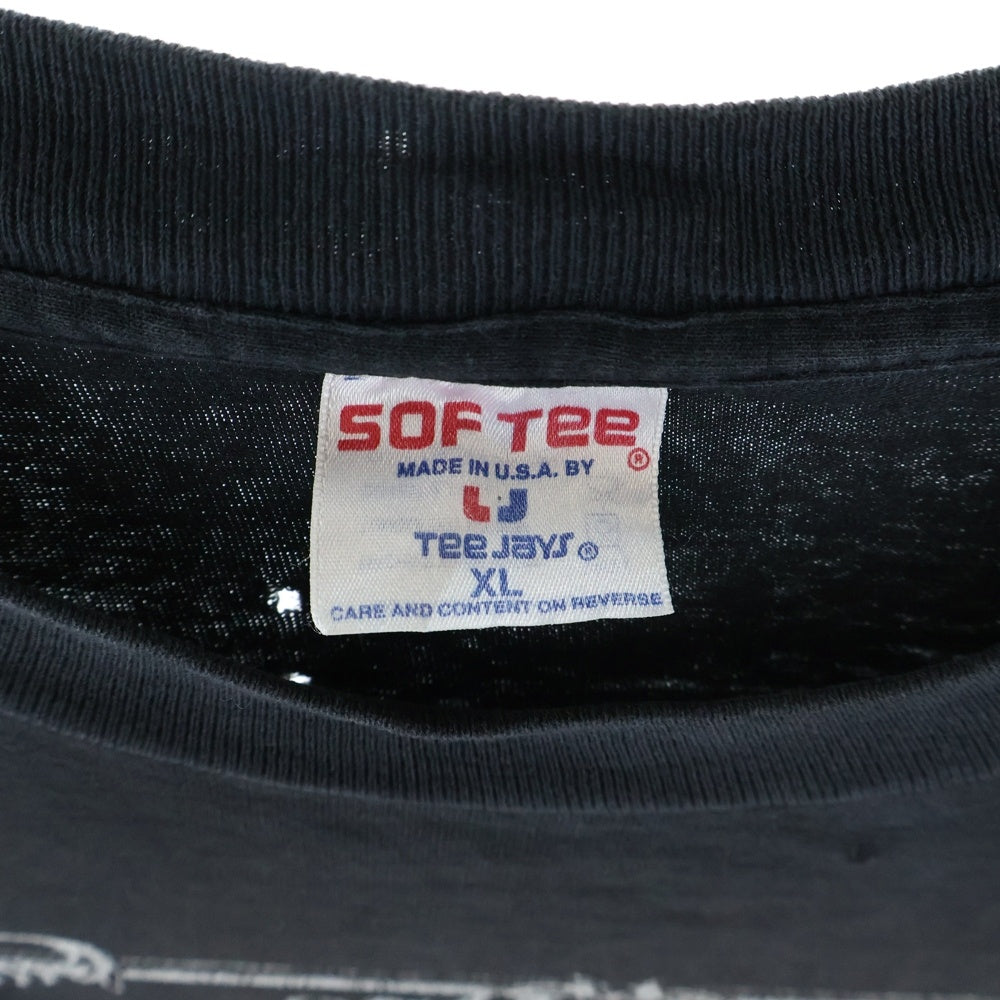 SOF TEE ®
MADE IN U.S.A. BY
TJ
TEE JAYS ®
XL
CARE AND CONTENT ON REVERSE